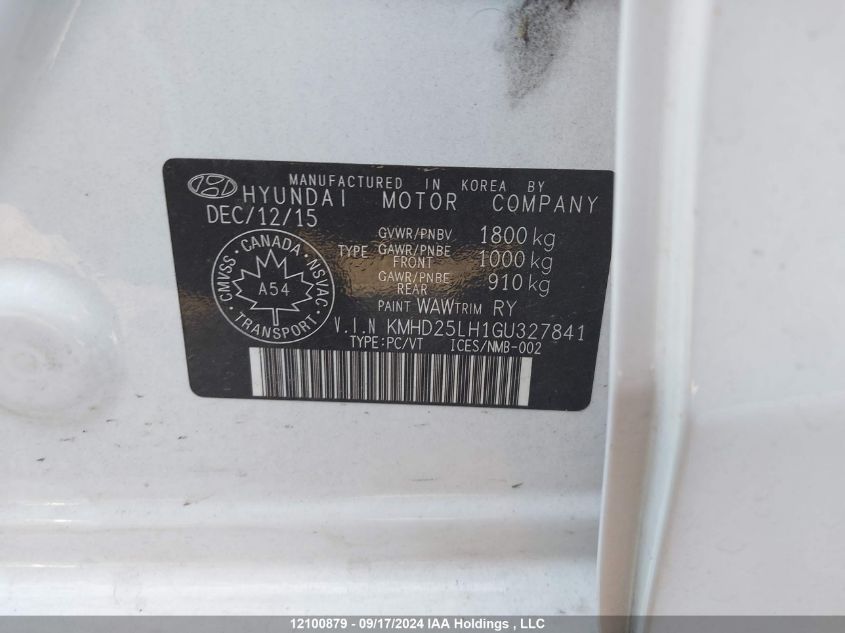 MANUFACTURED IN KOREA BY
HYUNDAI MOTOR COMPANY
DEC/12/15
GVWR/PNBV 1800 kg
TYPE GAWR/PNBE FRONT 1000 kg
GAWR/PNBE REAR 910 kg
PAINT WAW TRIM RY
CMVSS · CANADA · NSVAC
A54
· TRANSPORT ·
V.I.N KMHD25LH1GU327841
TYPE:PC/VT ICES/NMB-002
12100879 - 09/17/2024 IAA Holdings , LLC